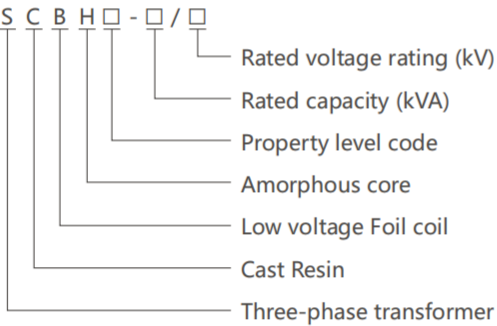 S C B H □ - □ / □
Rated voltage rating (kV)
Rated capacity (kVA)
Property level code
Amorphous core
Low voltage Foil coil
Cast Resin
Three-phase transformer